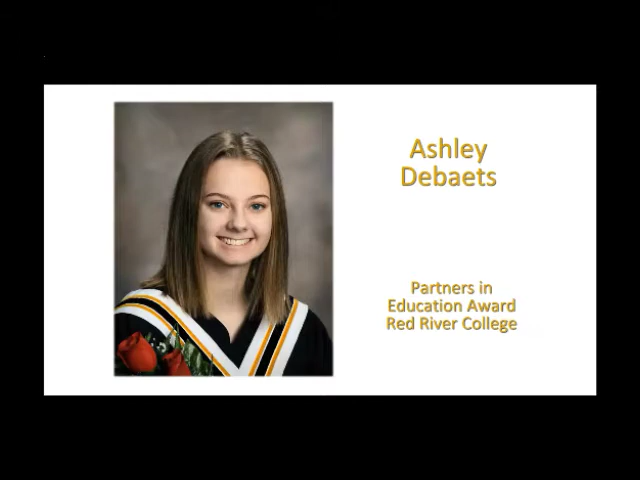 Ashley
Debaets
Partners in
Education Award
Red River College